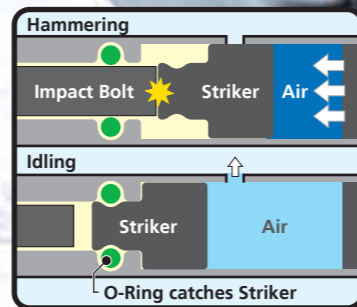 Hammering
Impact Bolt Striker Air
Idling
Striker Air
O-Ring catches Striker